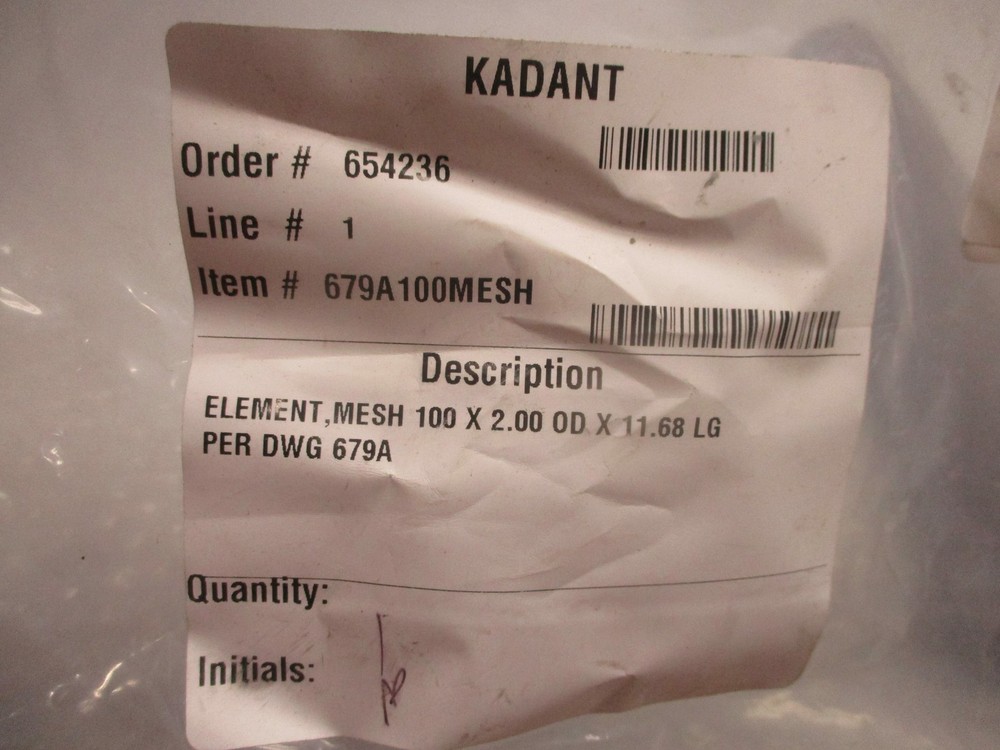 KADANT
Order # 654236
Line # 1
Item # 679A100MESH
Description
ELEMENT,MESH 100 X 2.00 OD X 11.68 LG
PER DWG 679A
Quantity:
Initials: